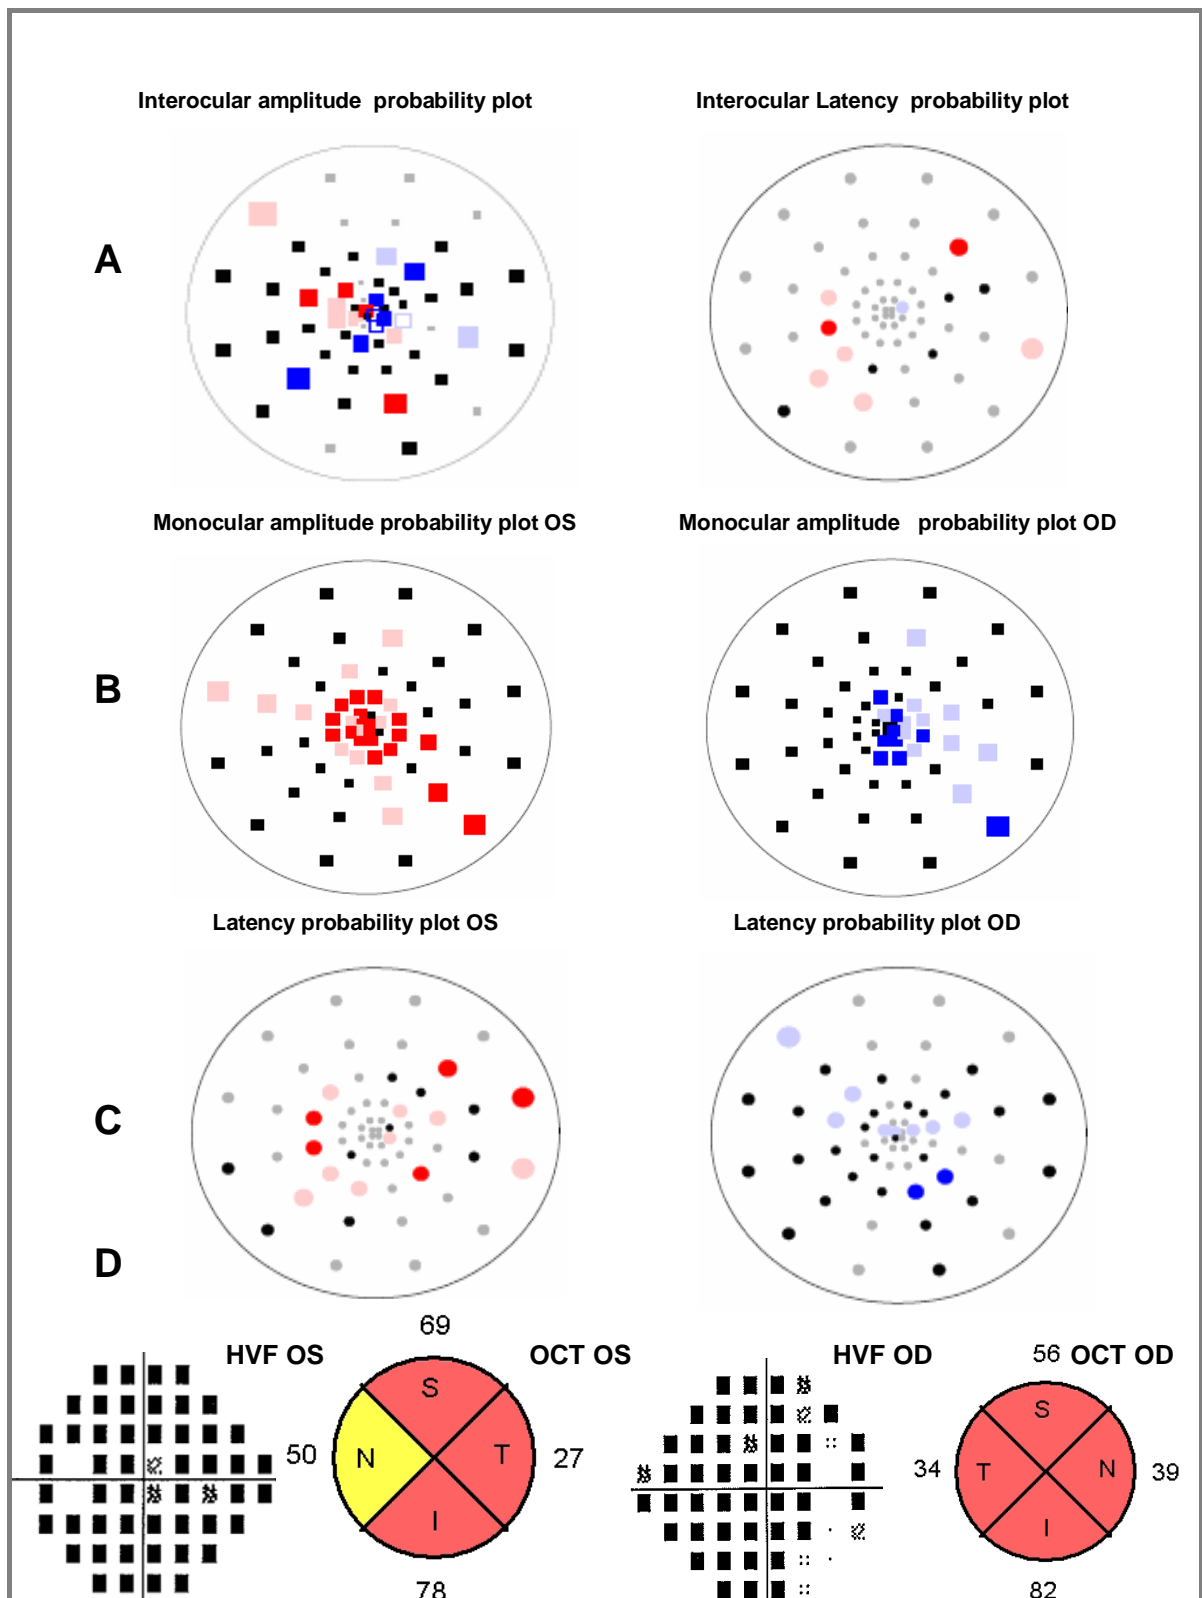 Interocular amplitude probability plot
Interocular Latency probability plot
A
Monocular amplitude probability plot OS
Monocular amplitude probability plot OD
B
Latency probability plot OS
Latency probability plot OD
C
D
69
HVF OS
OCT OS
HVF OD
56 OCT OD
S
S
50 N T 27
34 T N 39
I
I
78
82